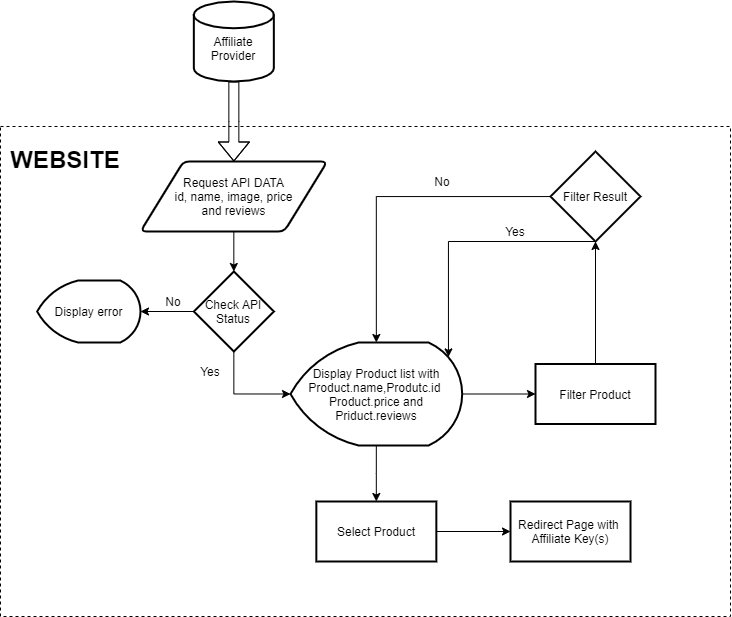 Affiliate
Provider
WEBSITE
Request API DATA
id, name, image, price
and reviews
No
Filter Result
Yes
Display error
No
Check API
Status
Yes
Display Product list with
Product.name,Produtc.id
Product.price and
Priduct.reviews
Filter Product
Select Product
Redirect Page with
Affiliate Key(s)